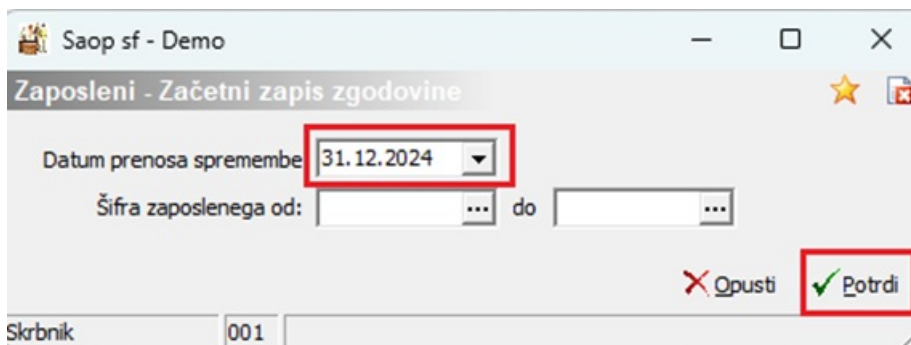 Saop sf - Demo
Zaposleni - Začetni zapis zgodovine
Datum prenosa spremembe 31.12.2024
Šifra zaposlenega od: ... do ...
Opusti Potrdi
Skrbnik 001